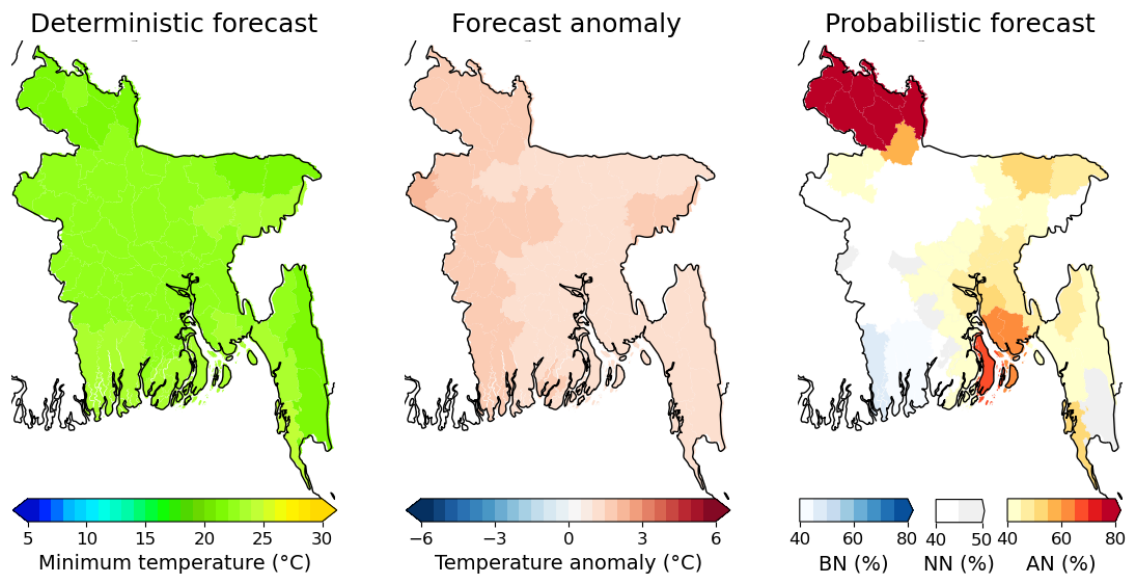 Deterministic forecast
Forecast anomaly
Probabilistic forecast
5 10 15 20 25 30
Minimum temperature (°C)
−6 −3 0 3 6
Temperature anomaly (°C)
40 60 80
BN (%)
40 50
NN (%)
40 60 80
AN (%)